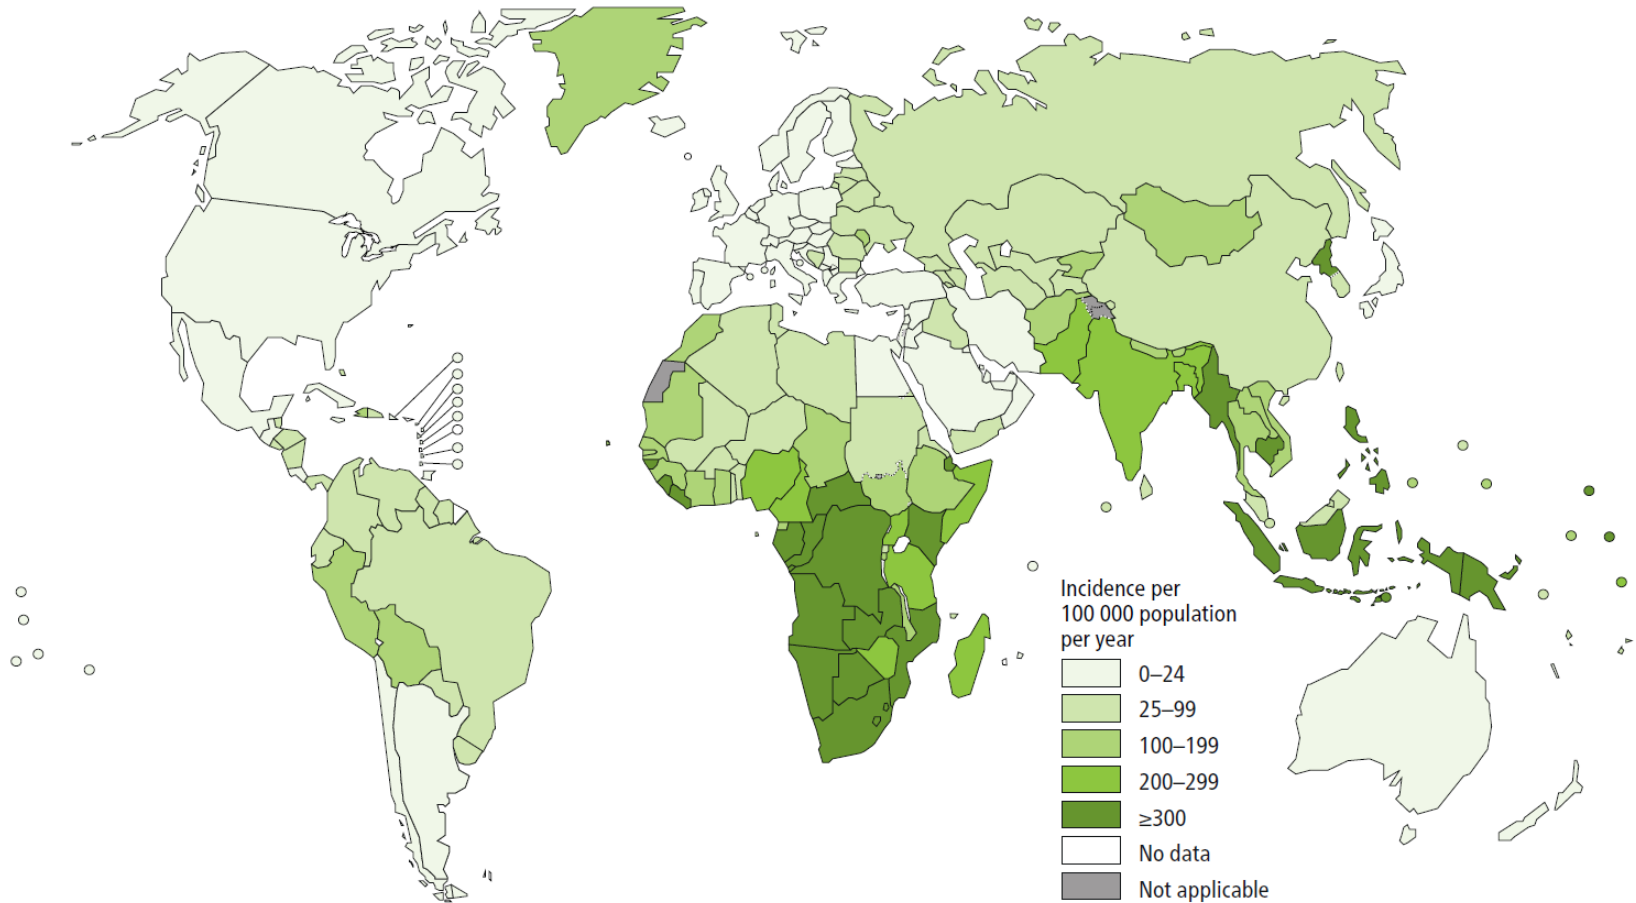 Incidence per
100 000 population
per year
0–24
25–99
100–199
200–299
≥300
No data
Not applicable